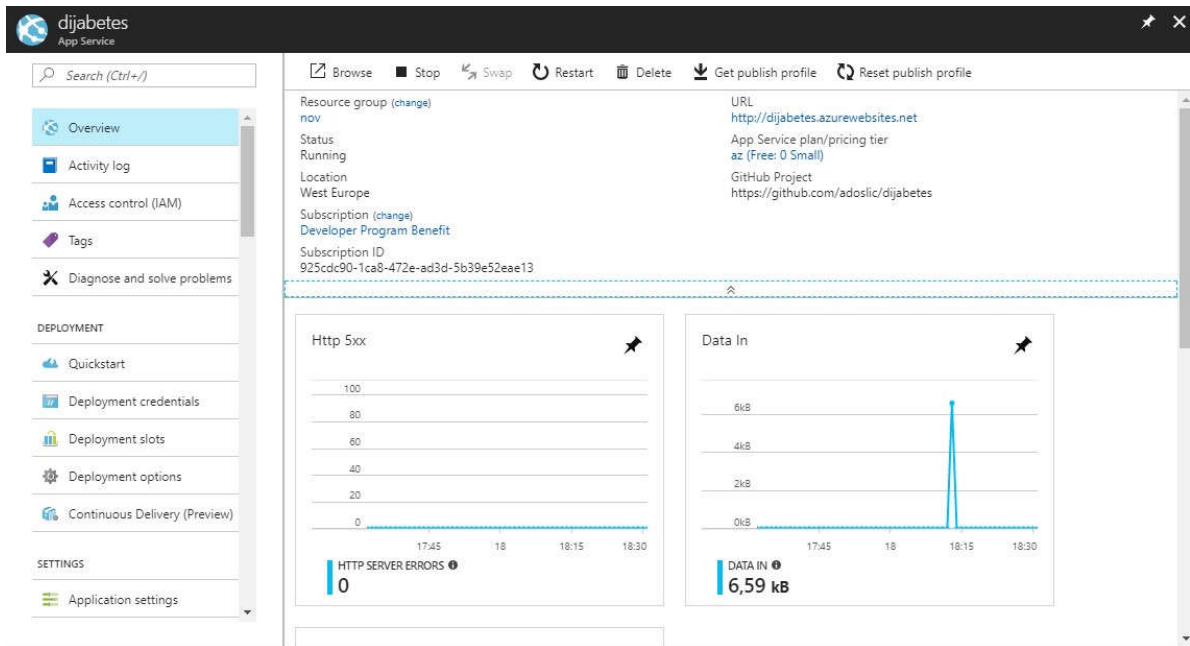 dijabetes
App Service
Search (Ctrl+/)
Overview
Activity log
Access control (IAM)
Tags
Diagnose and solve problems
DEPLOYMENT
Quickstart
Deployment credentials
Deployment slots
Deployment options
Continuous Delivery (Preview)
SETTINGS
Application settings
Browse Stop Swap Restart Delete Get publish profile Reset publish profile
Resource group (change)
nov
Status
Running
Location
West Europe
Subscription (change)
Developer Program Benefit
Subscription ID
925cdc90-1ca8-472e-ad3d-5b39e52eae13
URL
http://dijabetes.azurewebsites.net
App Service plan/pricing tier
az (Free: 0 Small)
GitHub Project
https://github.com/adoslic/dijabetes
Http 5xx
100
80
60
40
20
0
17:45 18 18:15 18:30
HTTP SERVER ERRORS
0
Data In
6kB
4kB
2kB
0kB
17:45 18 18:15 18:30
DATA IN
6,59 kB